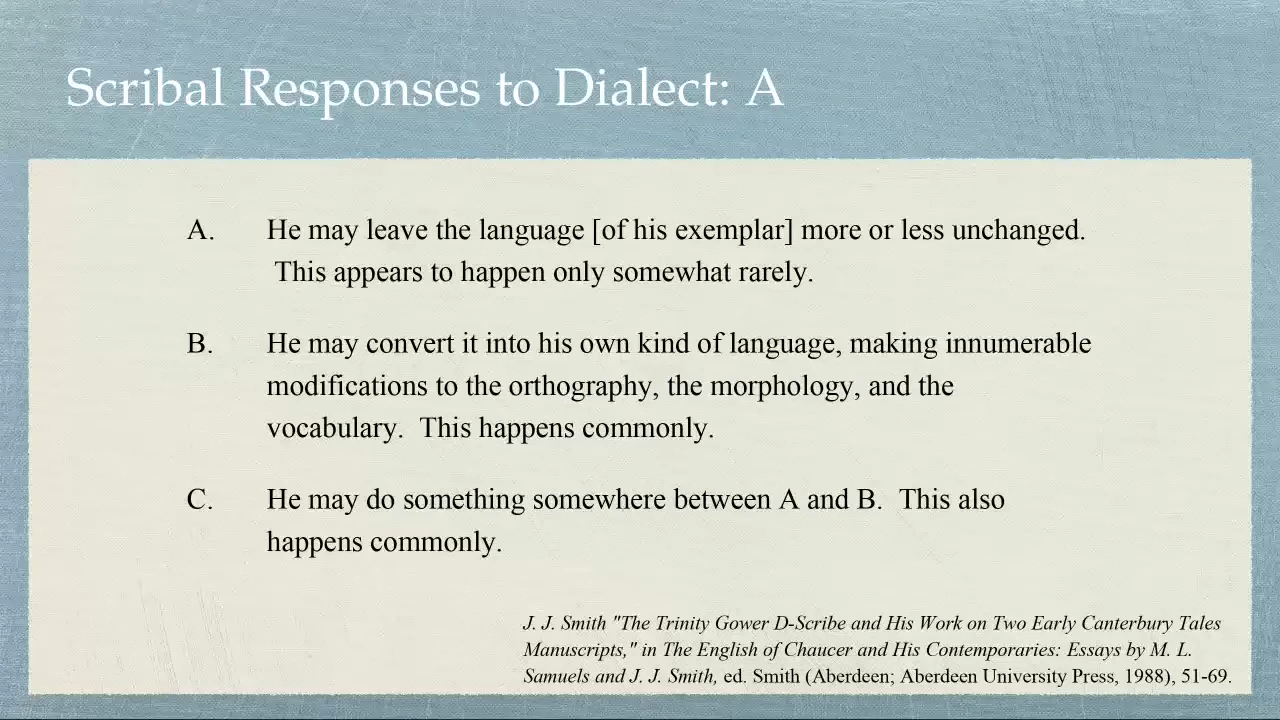 Scribal Responses to Dialect: A
A. He may leave the language [of his exemplar] more or less unchanged.
This appears to happen only somewhat rarely.
B. He may convert it into his own kind of language, making innumerable
modifications to the orthography, the morphology, and the
vocabulary. This happens commonly.
C. He may do something somewhere between A and B. This also
happens commonly.
J. J. Smith "The Trinity Gower D-Scribe and His Work on Two Early Canterbury Tales
Manuscripts," in The English of Chaucer and His Contemporaries: Essays by M. L.
Samuels and J. J. Smith, ed. Smith (Aberdeen; Aberdeen University Press, 1988), 51-69.